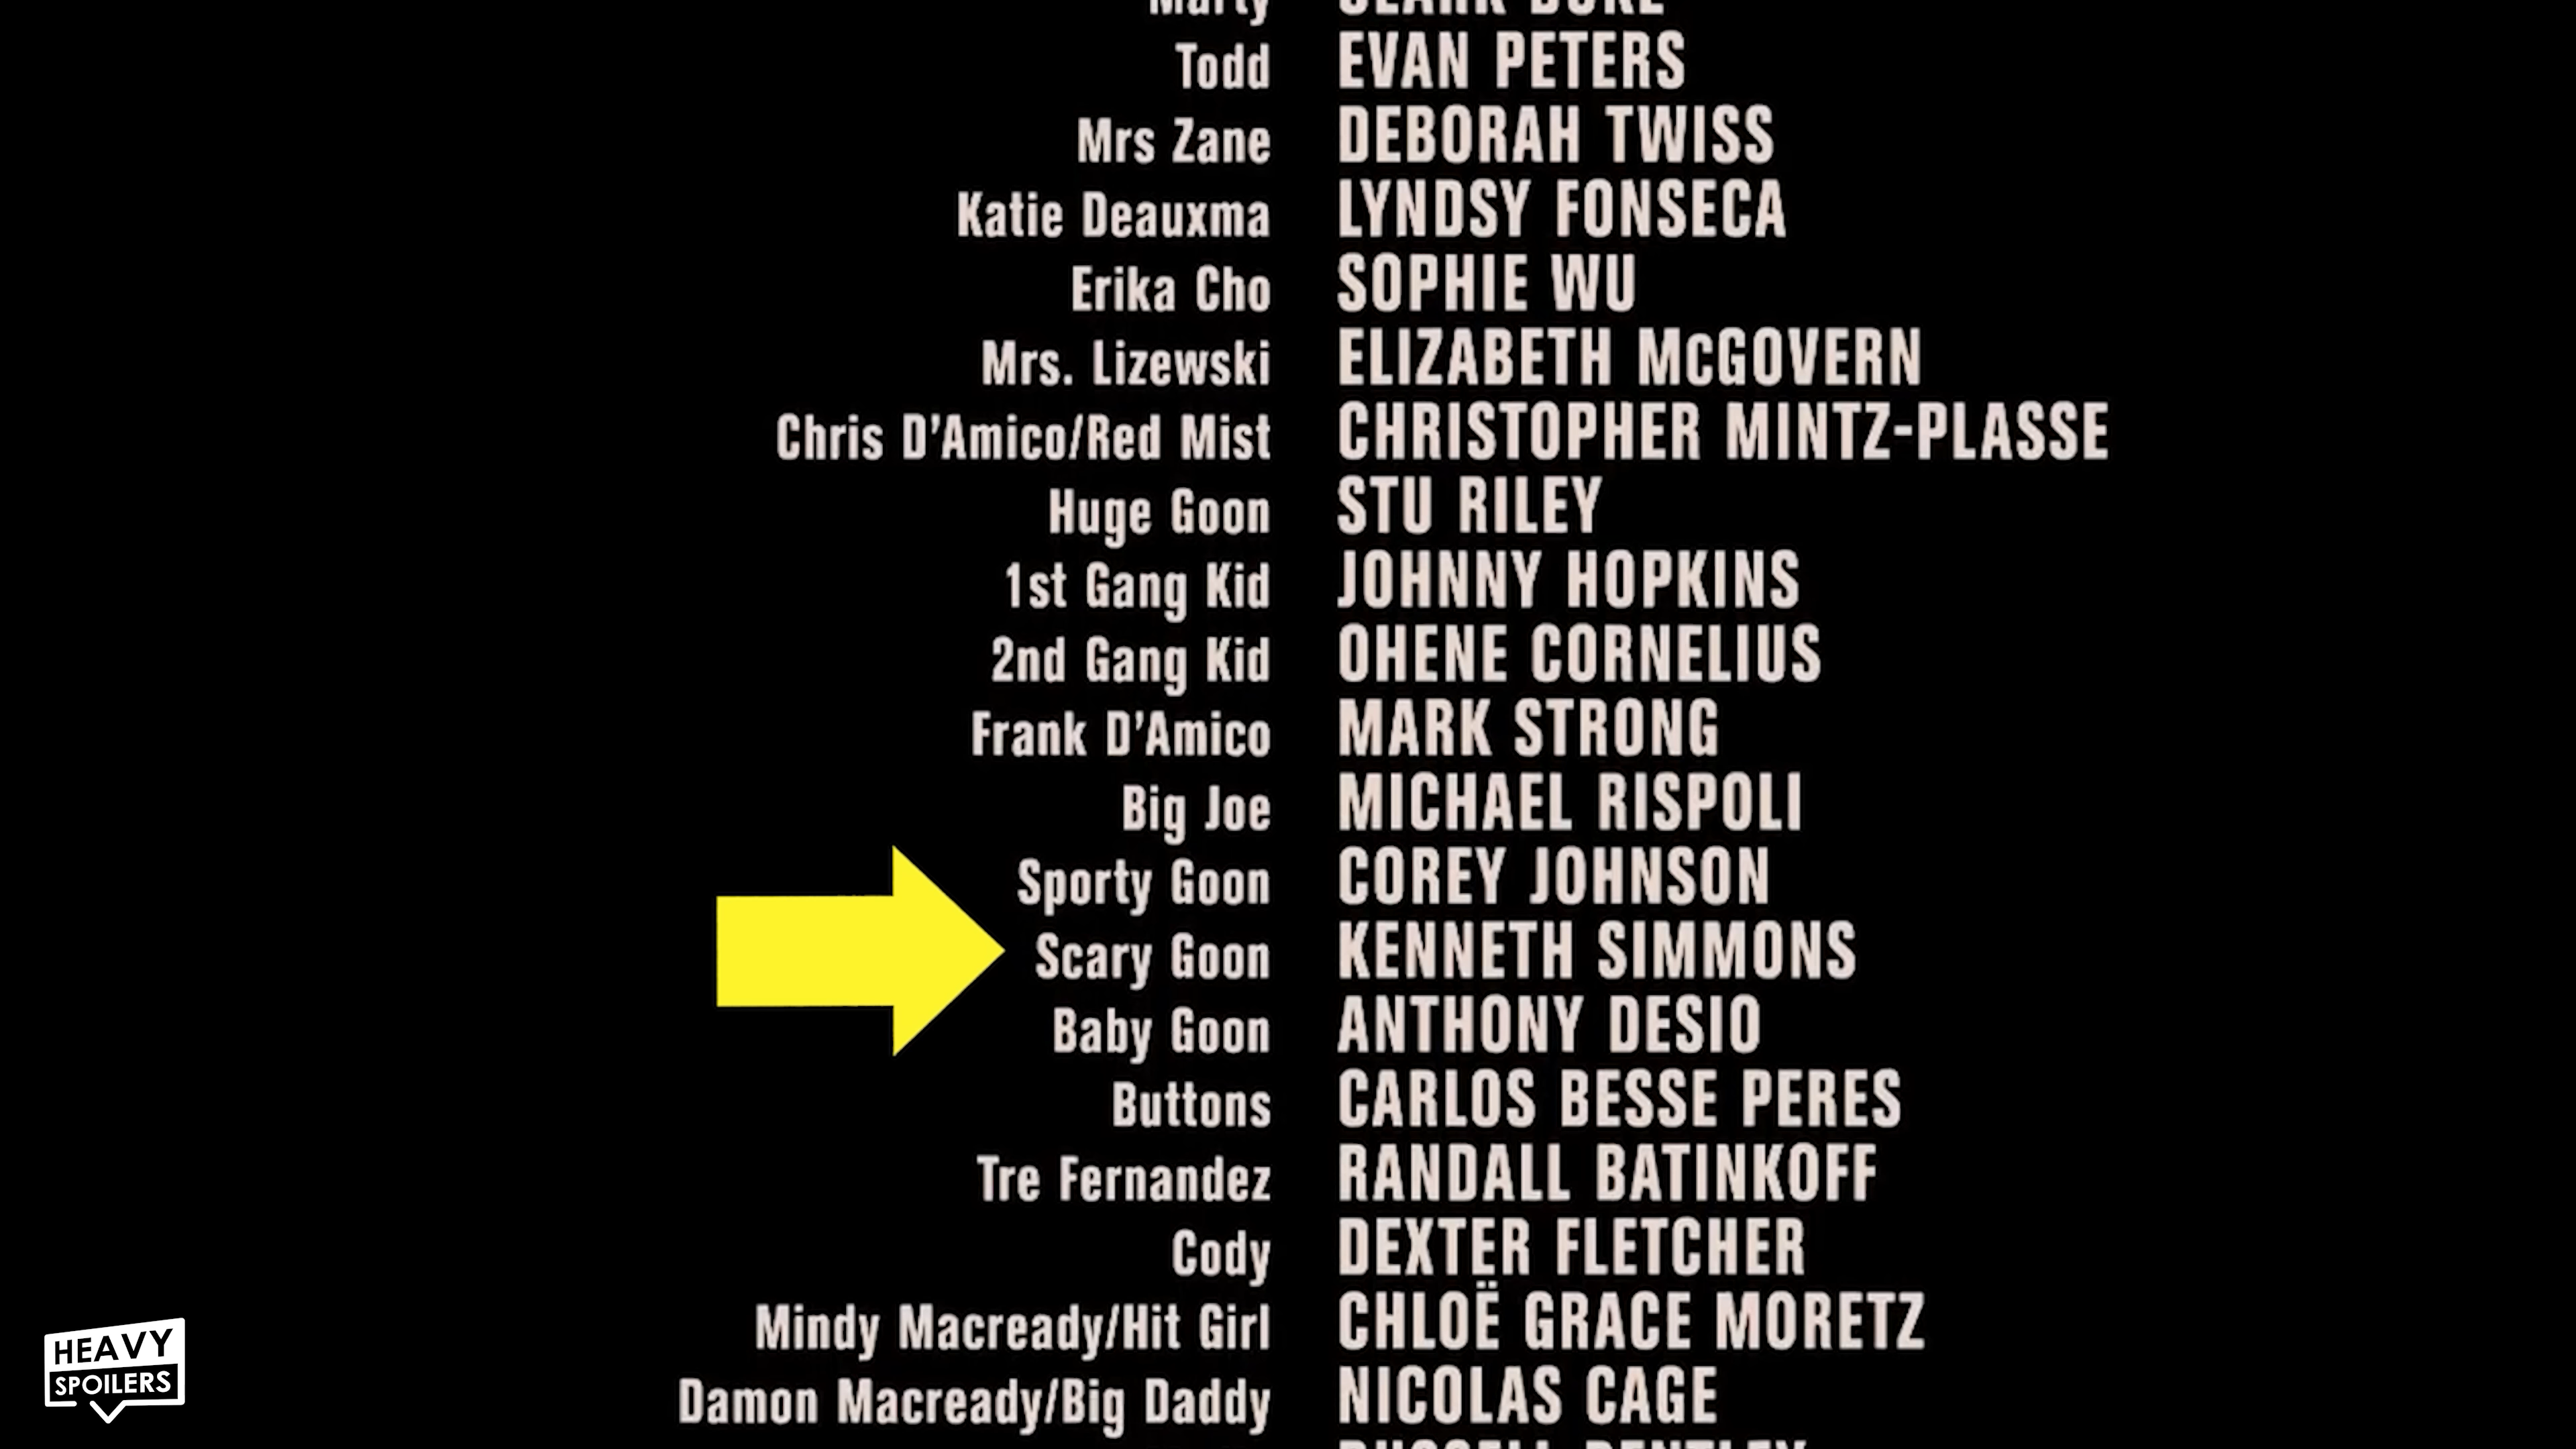 Todd EVAN PETERS
Mrs Zane DEBORAH TWISS
Katie Deauxma LYNDSY FONSECA
Erika Cho SOPHIE WU
Mrs. Lizewski ELIZABETH McGOVERN
Chris D'Amico/Red Mist CHRISTOPHER MINTZ-PLASSE
Huge Goon STU RILEY
1st Gang Kid JOHNNY HOPKINS
2nd Gang Kid OHENE CORNELIUS
Frank D'Amico MARK STRONG
Big Joe MICHAEL RISPOLI
Sporty Goon COREY JOHNSON
Scary Goon KENNETH SIMMONS
Baby Goon ANTHONY DESIO
Buttons CARLOS BESSE PERES
Tre Fernandez RANDALL BATINKOFF
Cody DEXTER FLETCHER
Mindy Macready/Hit Girl CHLOË GRACE MORETZ
Damon Macready/Big Daddy NICOLAS CAGE
HEAVY
SPOILERS